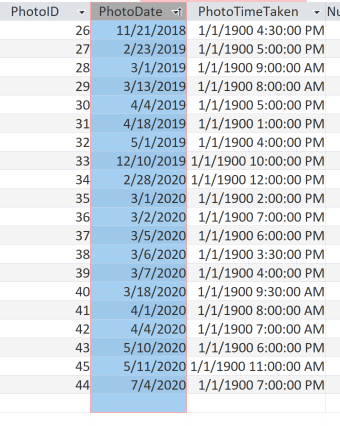 PhotoID PhotoDate PhotoTimeTaken Nu
26 11/21/2018 1/1/1900 4:30:00 PM
27 2/23/2019 1/1/1900 5:00:00 PM
28 3/1/2019 1/1/1900 9:00:00 AM
29 3/13/2019 1/1/1900 8:00:00 AM
30 4/4/2019 1/1/1900 5:00:00 PM
31 4/18/2019 1/1/1900 1:00:00 PM
32 5/1/2019 1/1/1900 4:00:00 PM
33 12/10/2019 1/1/1900 10:00:00 PM
34 2/28/2020 1/1/1900 12:00:00 PM
35 3/1/2020 1/1/1900 2:00:00 PM
36 3/2/2020 1/1/1900 7:00:00 PM
37 3/5/2020 1/1/1900 6:00:00 PM
38 3/6/2020 1/1/1900 3:30:00 PM
39 3/7/2020 1/1/1900 4:00:00 PM
40 3/18/2020 1/1/1900 9:30:00 AM
41 4/1/2020 1/1/1900 8:00:00 AM
42 4/4/2020 1/1/1900 7:00:00 AM
43 5/10/2020 1/1/1900 6:00:00 PM
45 5/11/2020 1/1/1900 11:00:00 AM
44 7/4/2020 1/1/1900 7:00:00 PM